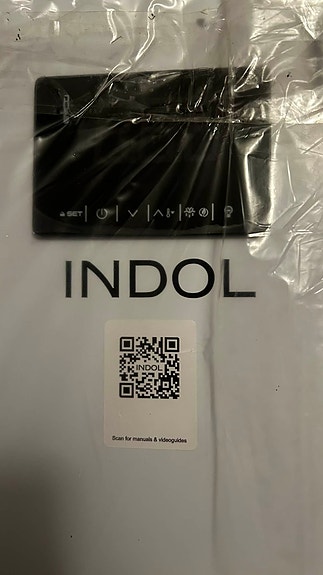 SET
INDOL
INDOL
Scan for manuals & videoguides